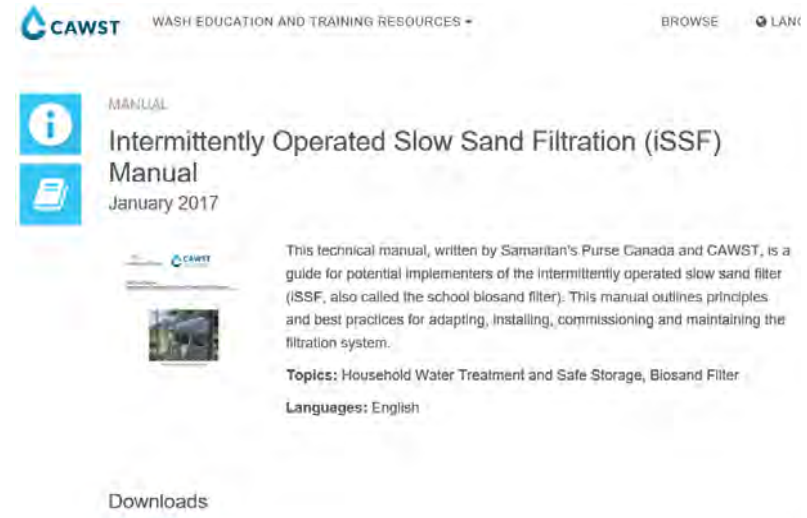 CAWST
WASH EDUCATION AND TRAINING RESOURCES
BROWSE
LANG
MANUAL
Intermittently Operated Slow Sand Filtration (iSSF)
Manual
January 2017
CAWST
This technical manual, written by Samaritan's Purse Canada and CAWST, is a
guide for potential implementers of the intermittently operated slow sand filter
(iSSF, also called the school biosand filter). This manual outlines principles
and best practices for adapting, installing, commissioning and maintaining the
filtration system.
Topics: Household Water Treatment and Safe Storage, Biosand Filter
Languages: English
Downloads